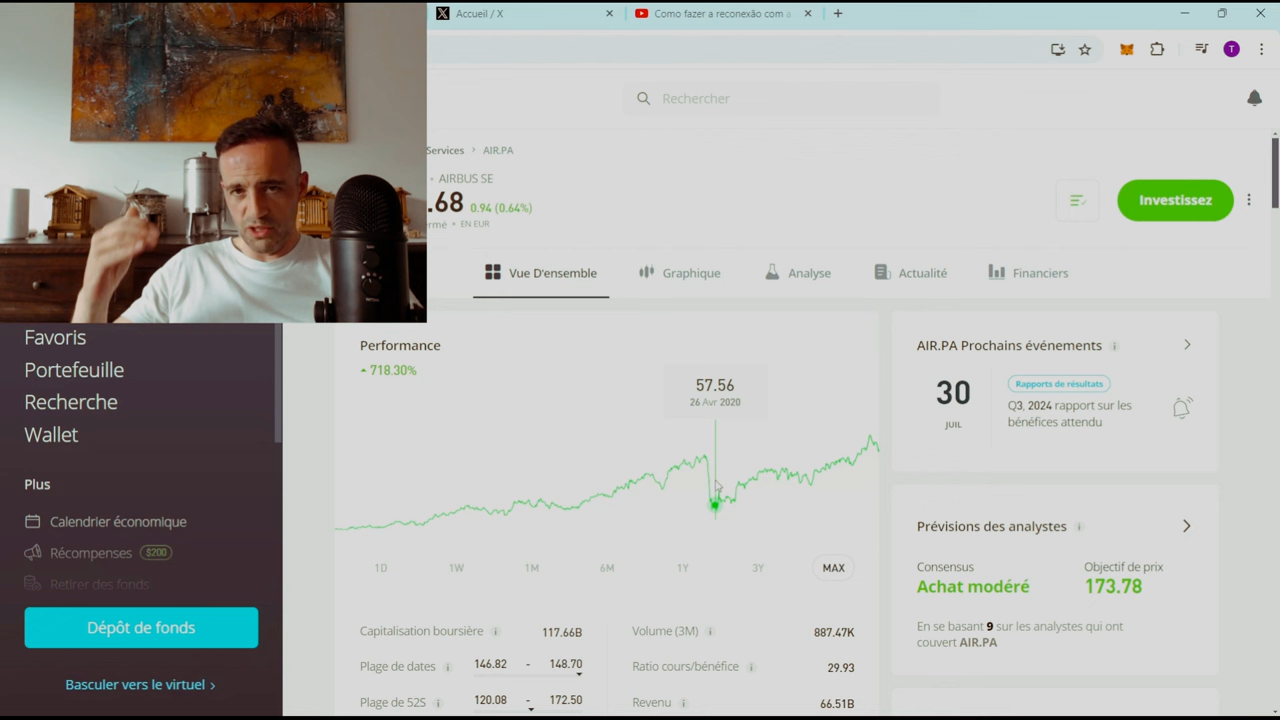 Accueil / X
Como fazer a reconexão com a
T
Rechercher
Services > AIR.PA
• AIRBUS SE
.68 0.94 (0.64%)
rmé • EN EUR
Investissez
Vue D'ensemble
Graphique
Analyse
Actualité
Financiers
Favoris
Portefeuille
Recherche
Wallet
Plus
Calendrier économique
Récompenses $200
Retirer des fonds
Dépôt de fonds
Basculer vers le virtuel >
Performance
718.30%
57.56
26 Avr 2020
1D 1W 1M 6M 1Y 3Y MAX
Capitalisation boursière 117.66B
Plage de dates 146.82 - 148.70
Plage de 52S 120.08 - 172.50
Volume (3M) 887.47K
Ratio cours/bénéfice 29.93
Revenu 66.51B
AIR.PA Prochains événements
30
JUIL
Rapports de résultats
Q3, 2024 rapport sur les
bénéfices attendu
Prévisions des analystes
Consensus
Achat modéré
Objectif de prix
173.78
En se basant 9 sur les analystes qui ont
couvert AIR.PA